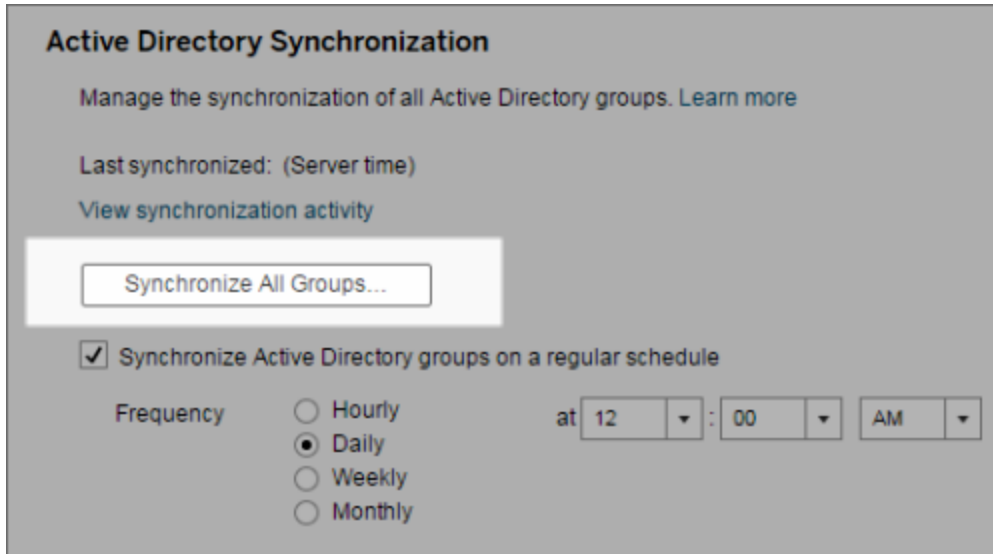 Active Directory Synchronization
Manage the synchronization of all Active Directory groups. Learn more
Last synchronized: (Server time)
View synchronization activity
Synchronize All Groups...
Synchronize Active Directory groups on a regular schedule
Frequency Hourly at 12 : 00 AM
Daily
Weekly
Monthly